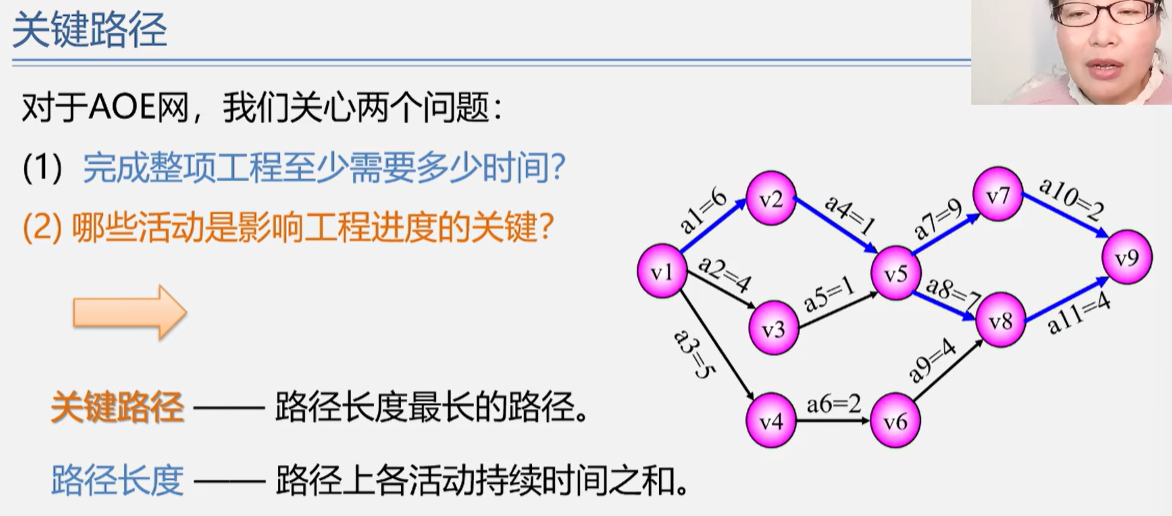 关键路径
对于AOE网，我们关心两个问题：
(1) 完成整项工程至少需要多少时间？
(2) 哪些活动是影响工程进度的关键？
关键路径 —— 路径长度最长的路径。
路径长度 —— 路径上各活动持续时间之和。
v1
v2
v3
v4
v5
v6
v7
v8
v9
a1=6
a2=4
a3=5
a4=1
a5=1
a6=2
a7=9
a8=7
a9=4
a10=2
a11=4